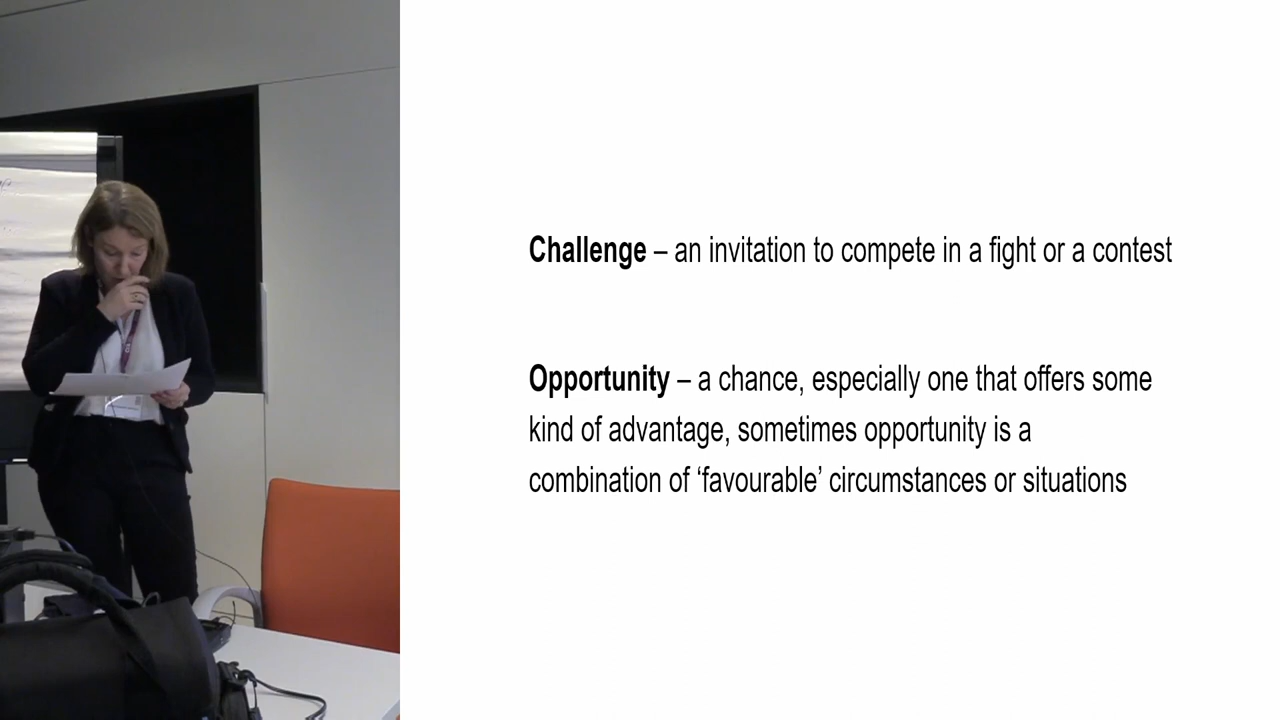 Challenge – an invitation to compete in a fight or a contest
Opportunity – a chance, especially one that offers some
kind of advantage, sometimes opportunity is a
combination of ‘favourable’ circumstances or situations